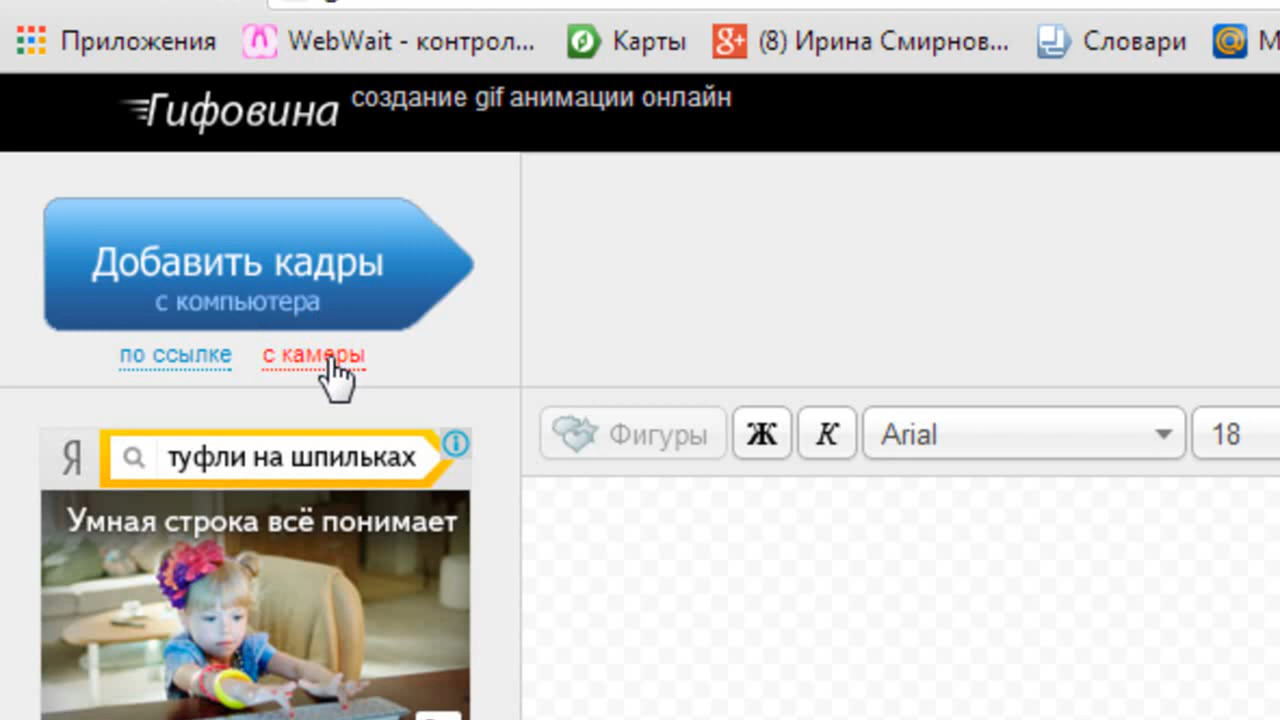 Приложения WebWait - контрол... Карты (8) Ирина Смирнов... Словари
Гифовина создание gif анимации онлайн
Добавить кадры
с компьютера
по ссылке с камеры
Фигуры Ж К Arial 18
Я туфли на шпильках
Умная строка всё понимает